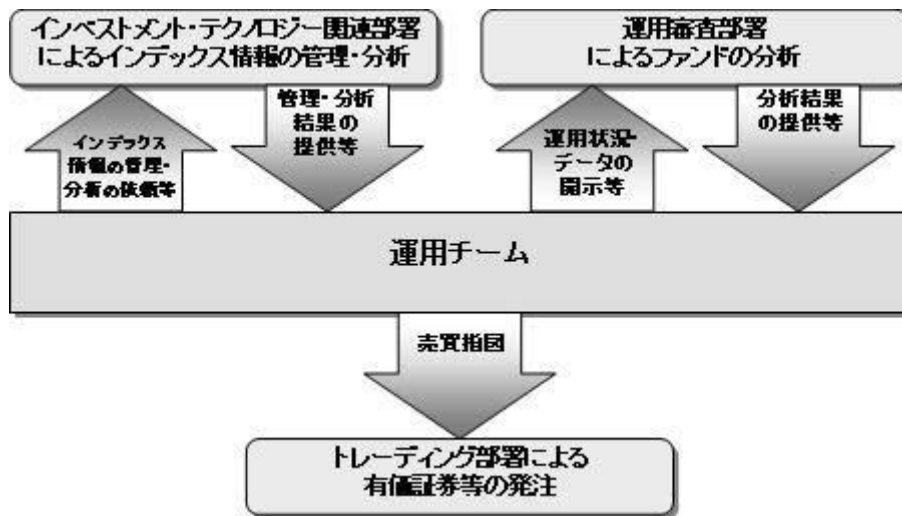 インベストメント・テクノロジー関連部署
によるインデックス情報の管理・分析
運用審査部署
によるファンドの分析
インデックス
情報の管理・
分析の依頼等
管理・分析
結果の
提供等
運用状況・
データの
開示等
分析結果
の提供等
運用チーム
売買指図
トレーディング部署による
有価証券等の発注